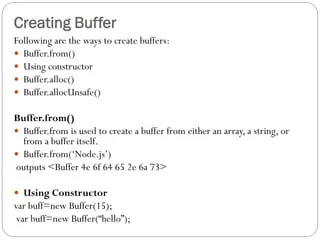 Creating Buffer
Following are the ways to create buffers:
• Buffer.from()
• Using constructor
• Buffer.alloc()
• Buffer.allocUnsafe()
Buffer.from()
• Buffer.from is used to create a buffer from either an array, a string, or
from a buffer itself.
• Buffer.from(‘Node.js’)
outputs <Buffer 4e 6f 64 65 2e 6a 73>
• Using Constructor
var buff=new Buffer(15);
var buff=new Buffer(“hello”);